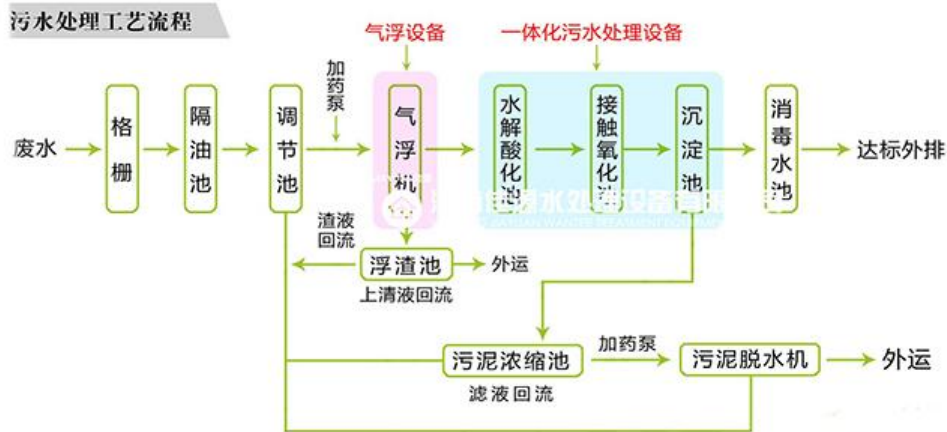 污水处理工艺流程
气浮设备
一体化污水处理设备
废水
格栅
隔油池
调节池
加药泵
气浮机
水解酸化池
接触氧化池
沉淀池
消毒水池
达标外排
渣液
回流
浮渣池
外运
上清液回流
污泥浓缩池
加药泵
污泥脱水机
外运
滤液回流